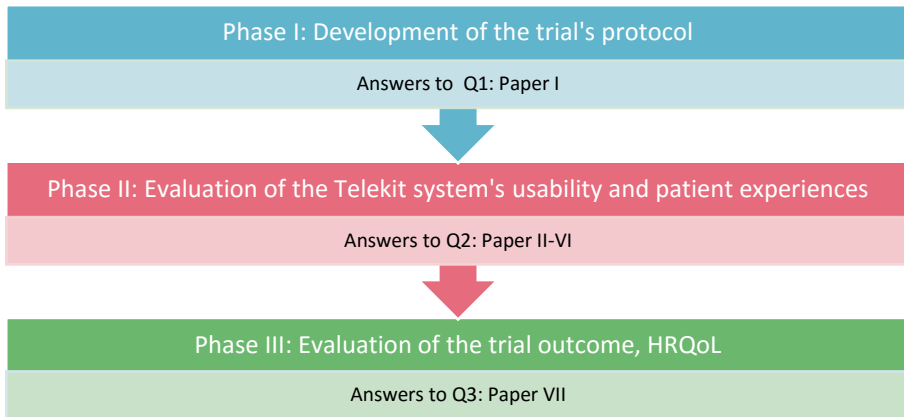 Phase I: Development of the trial's protocol
Answers to  Q1: Paper I
Phase II: Evaluation of the Telekit system's usability and patient experiences
Answers to Q2: Paper II-VI
Phase III: Evaluation of the trial outcome, HRQoL
Answers to Q3: Paper VII